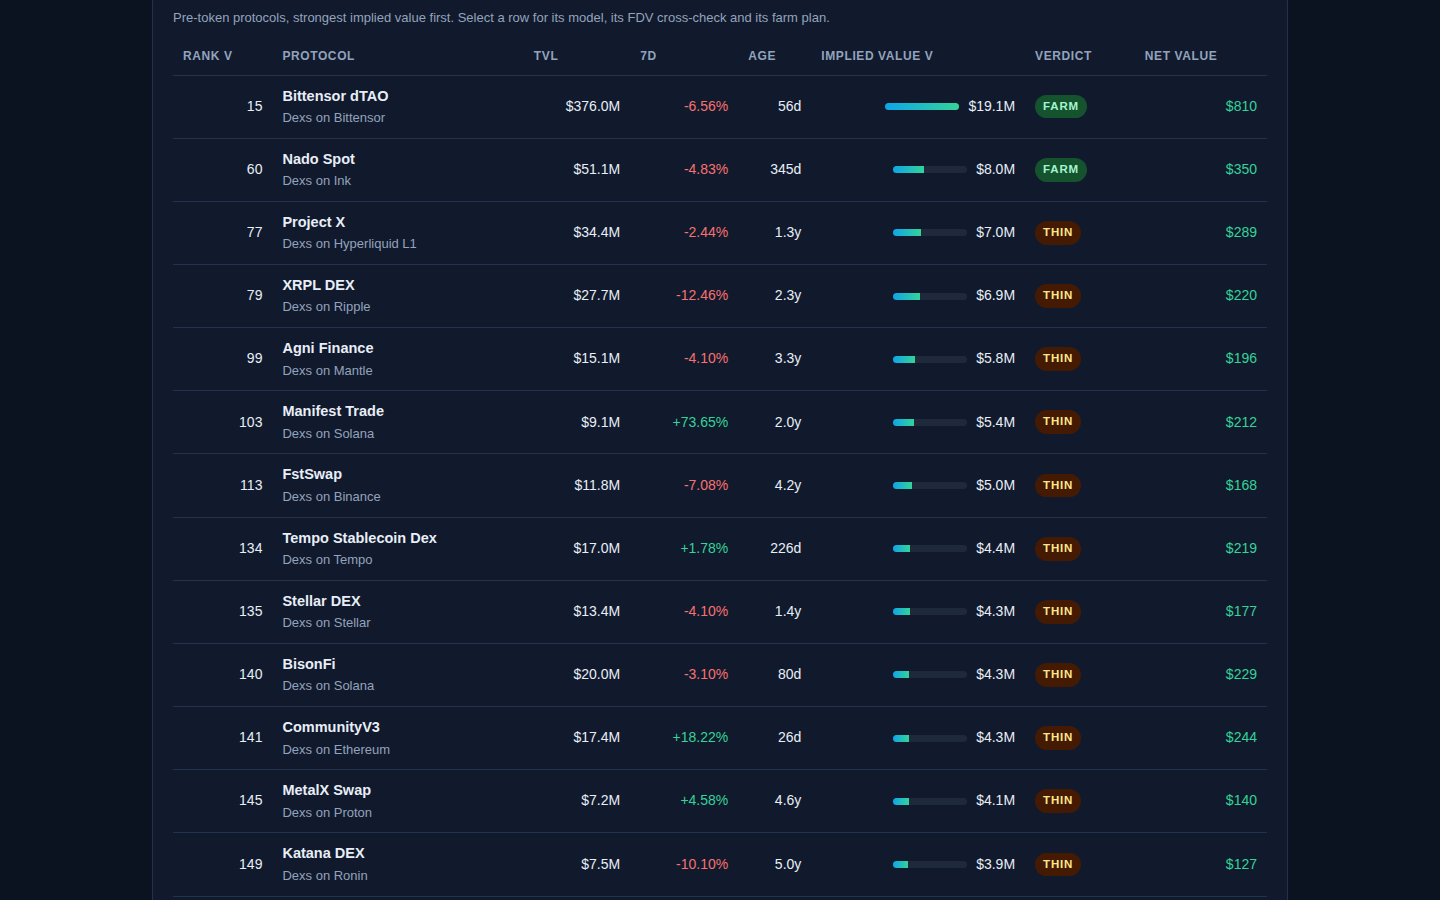 Pre-token protocols, strongest implied value first. Select a row for its model, its FDV cross-check and its farm plan.
RANK V PROTOCOL TVL 7D AGE IMPLIED VALUE V VERDICT NET VALUE
15 Bittensor dTAO $376.0M -6.56% 56d $19.1M FARM $810
Dexs on Bittensor
60 Nado Spot $51.1M -4.83% 345d $8.0M FARM $350
Dexs on Ink
77 Project X $34.4M -2.44% 1.3y $7.0M THIN $289
Dexs on Hyperliquid L1
79 XRPL DEX $27.7M -12.46% 2.3y $6.9M THIN $220
Dexs on Ripple
99 Agni Finance $15.1M -4.10% 3.3y $5.8M THIN $196
Dexs on Mantle
103 Manifest Trade $9.1M +73.65% 2.0y $5.4M THIN $212
Dexs on Solana
113 FstSwap $11.8M -7.08% 4.2y $5.0M THIN $168
Dexs on Binance
134 Tempo Stablecoin Dex $17.0M +1.78% 226d $4.4M THIN $219
Dexs on Tempo
135 Stellar DEX $13.4M -4.10% 1.4y $4.3M THIN $177
Dexs on Stellar
140 BisonFi $20.0M -3.10% 80d $4.3M THIN $229
Dexs on Solana
141 CommunityV3 $17.4M +18.22% 26d $4.3M THIN $244
Dexs on Ethereum
145 MetalX Swap $7.2M +4.58% 4.6y $4.1M THIN $140
Dexs on Proton
149 Katana DEX $7.5M -10.10% 5.0y $3.9M THIN $127
Dexs on Ronin